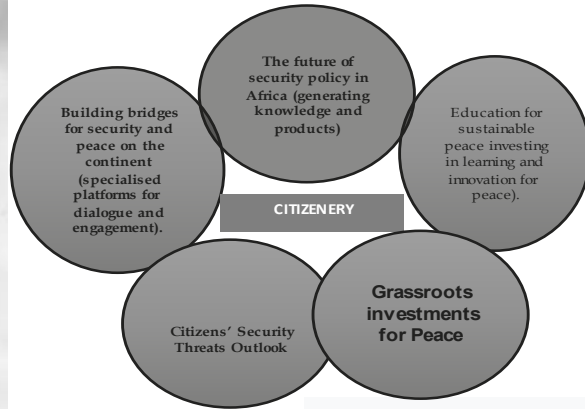 The future of
security policy in
Africa (generating
knowledge and
products)
Building bridges
for security and
peace on the
continent
(specialised
platforms for
dialogue and
engagement).
Education for
sustainable
peace investing
in learning and
innovation for
peace).
CITIZENERY
Citizens’ Security
Threats Outlook
Grassroots
investments
for Peace